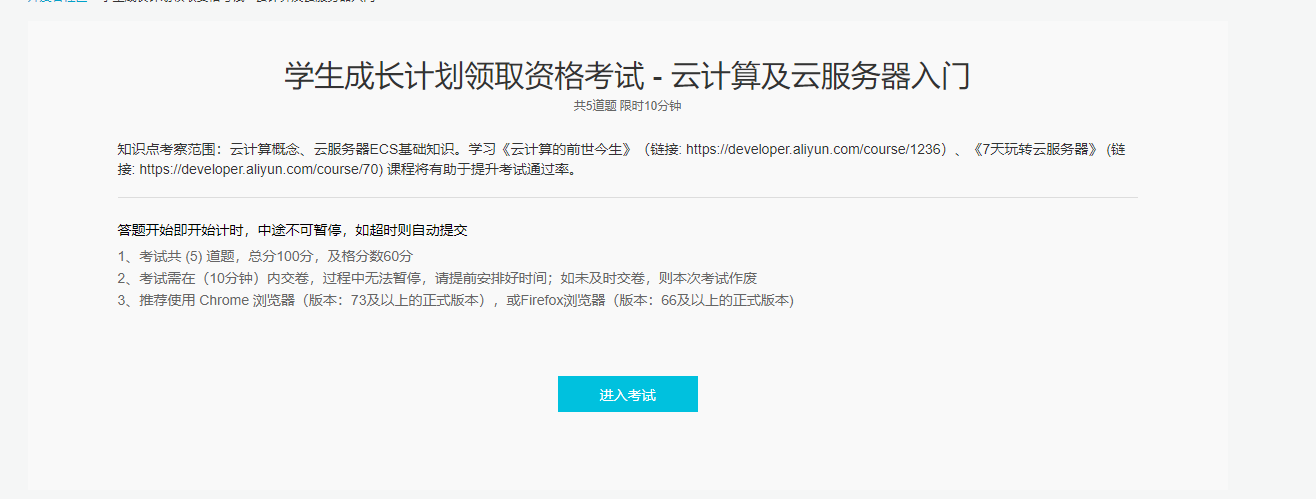 学生成长计划领取资格考试 - 云计算及云服务器入门
共5道题 限时10分钟
知识点考察范围：云计算概念、云服务器ECS基础知识。学习《云计算的前世今生》（链接: https://developer.aliyun.com/course/1236）、《7天玩转云服务器》 (链
接: https://developer.aliyun.com/course/70) 课程将有助于提升考试通过率。
答题开始即开始计时，中途不可暂停，如超时则自动提交
1、考试共 (5) 道题，总分100分，及格分数60分
2、考试需在（10分钟）内交卷，过程中无法暂停，请提前安排好时间；如未及时交卷，则本次考试作废
3、推荐使用 Chrome 浏览器（版本：73及以上的正式版本），或Firefox浏览器（版本：66及以上的正式版本)
进入考试